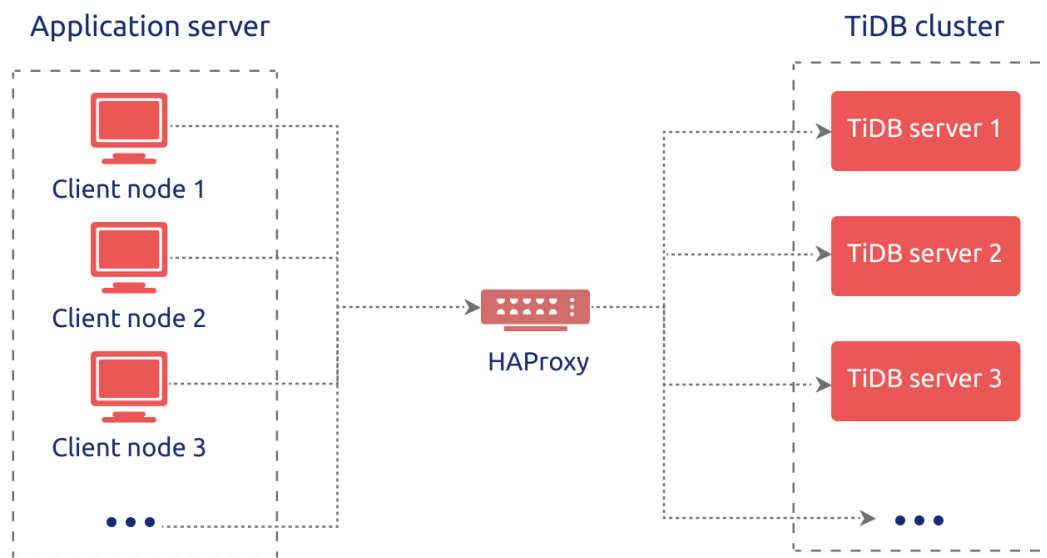 Application server
TiDB cluster
Client node 1
Client node 2
Client node 3
...
HAProxy
TiDB server 1
TiDB server 2
TiDB server 3
...